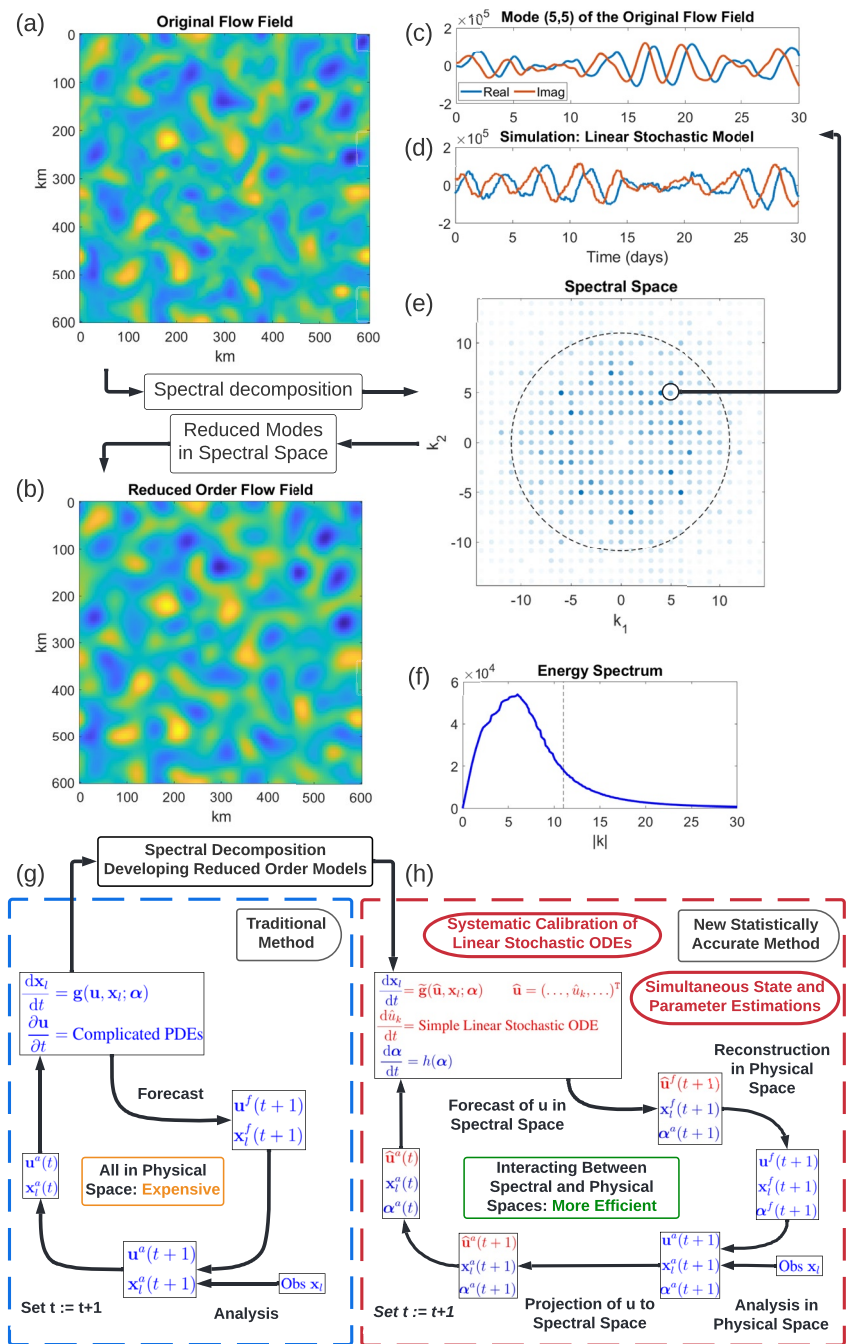 (a)
Original Flow Field
0
100
200
300
400
500
600
km
0 100 200 300 400 500 600
km
(c)
Mode (5,5) of the Original Flow Field
×10⁵
2
0
-2
Real Imag
0 5 10 15 20 25 30
(d)
Simulation: Linear Stochastic Model
×10⁵
2
0
-2
0 5 10 15 20 25 30
Time (days)
(e)
Spectral Space
10
5
0
-5
-10
k₂
-10 -5 0 5 10
k₁
Spectral decomposition
Reduced Modes
in Spectral Space
(b)
Reduced Order Flow Field
0
100
200
300
400
500
600
km
0 100 200 300 400 500 600
km
(f)
Energy Spectrum
×10⁴
6
4
2
0
0 5 10 15 20 25 30
|k|
(g)
Spectral Decomposition
Developing Reduced Order Models
(h)
Traditional
Method
dx_l/dt = g(u, x_l; α)
∂u/∂t = Complicated PDEs
Forecast
u^f(t+1)
x_l^f(t+1)
u^a(t)
x_l^a(t)
All in Physical
Space: Expensive
u^a(t+1)
x_l^a(t+1)
Obs x_l
Set t := t+1
Analysis
Systematic Calibration of
Linear Stochastic ODEs
New Statistically
Accurate Method
Simultaneous State and
Parameter Estimations
dx_l/dt = g̃(û, x_l; α) û = (..., û_k, ...)^T
dû_k/dt = Simple Linear Stochastic ODE
dα/dt = h(α)
Reconstruction
in Physical
Space
Forecast of u in
Spectral Space
û^f(t+1)
x_l^f(t+1)
α^a(t+1)
û^a(t)
x_l^a(t)
α^a(t)
Interacting Between
Spectral and Physical
Spaces: More Efficient
u^f(t+1)
x_l^f(t+1)
α^f(t+1)
û^a(t+1)
x_l^a(t+1)
α^a(t+1)
u^a(t+1)
x_l^a(t+1)
α^a(t+1)
Obs x_l
Set t := t+1
Projection of u to
Spectral Space
Analysis in
Physical Space